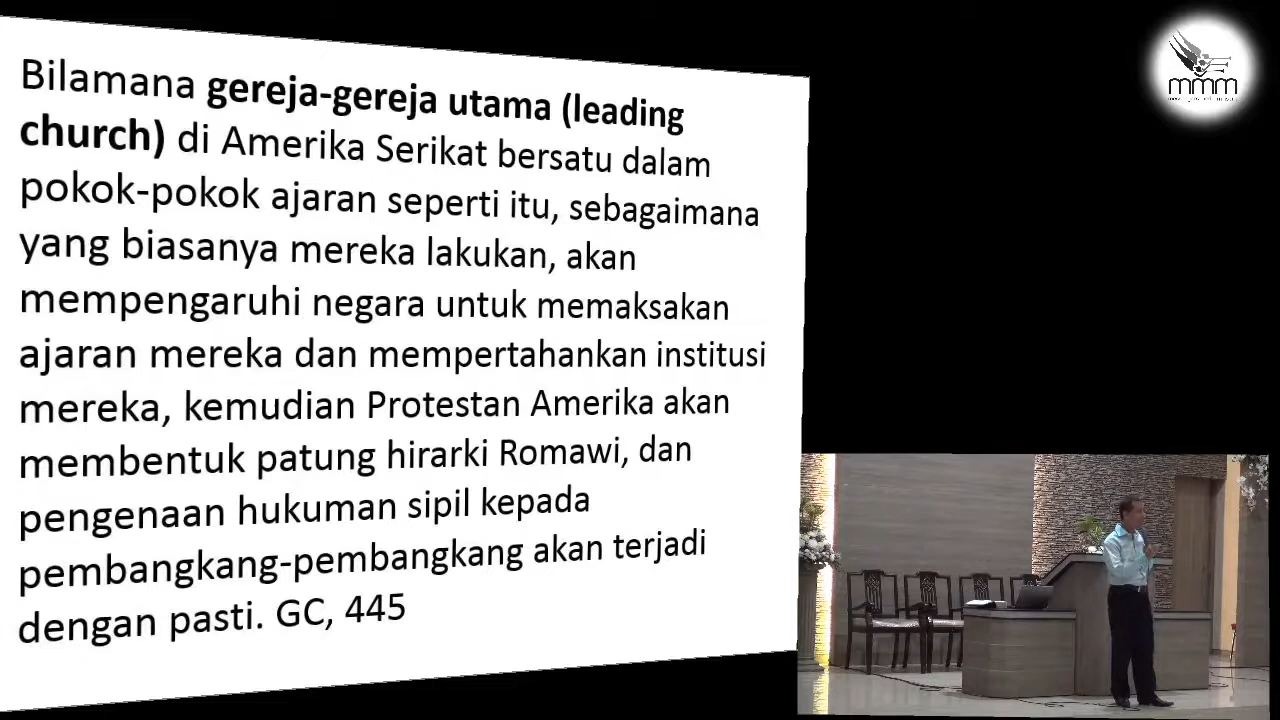 Bilamana gereja-gereja utama (leading
church) di Amerika Serikat bersatu dalam
pokok-pokok ajaran seperti itu, sebagaimana
yang biasanya mereka lakukan, akan
mempengaruhi negara untuk memaksakan
ajaran mereka dan mempertahankan institusi
mereka, kemudian Protestan Amerika akan
membentuk patung hirarki Romawi, dan
pengenaan hukuman sipil kepada
pembangkang-pembangkang akan terjadi
dengan pasti. GC, 445
mmm